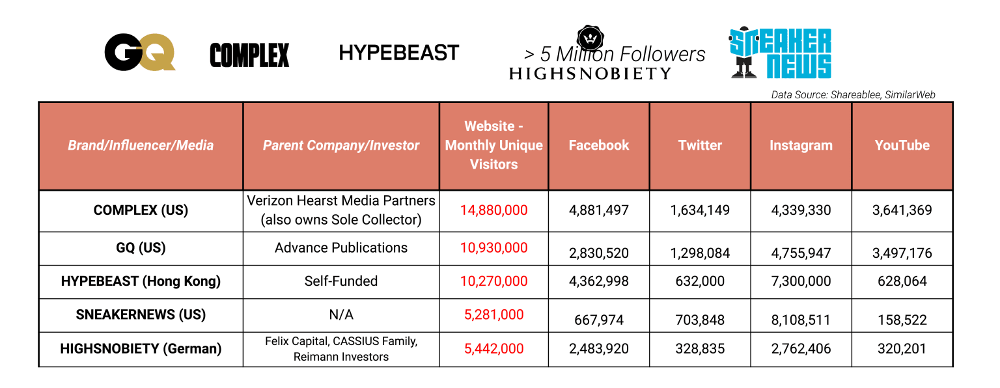 GQ
COMPLEX
HYPEBEAST
> 5 Million Followers
HIGHSNOBIETY
SNEAKER
NEWS
Data Source: Shareablee, SimilarWeb
Brand/Influencer/Media
Parent Company/Investor
Website -
Monthly Unique
Visitors
Facebook
Twitter
Instagram
YouTube
COMPLEX (US)
Verizon Hearst Media Partners
(also owns Sole Collector)
14,880,000
4,881,497
1,634,149
4,339,330
3,641,369
GQ (US)
Advance Publications
10,930,000
2,830,520
1,298,084
4,755,947
3,497,176
HYPEBEAST (Hong Kong)
Self-Funded
10,270,000
4,362,998
632,000
7,300,000
628,064
SNEAKERNEWS (US)
N/A
5,281,000
667,974
703,848
8,108,511
158,522
HIGHSNOBIETY (German)
Felix Capital, CASSIUS Family,
Reimann Investors
5,442,000
2,483,920
328,835
2,762,406
320,201